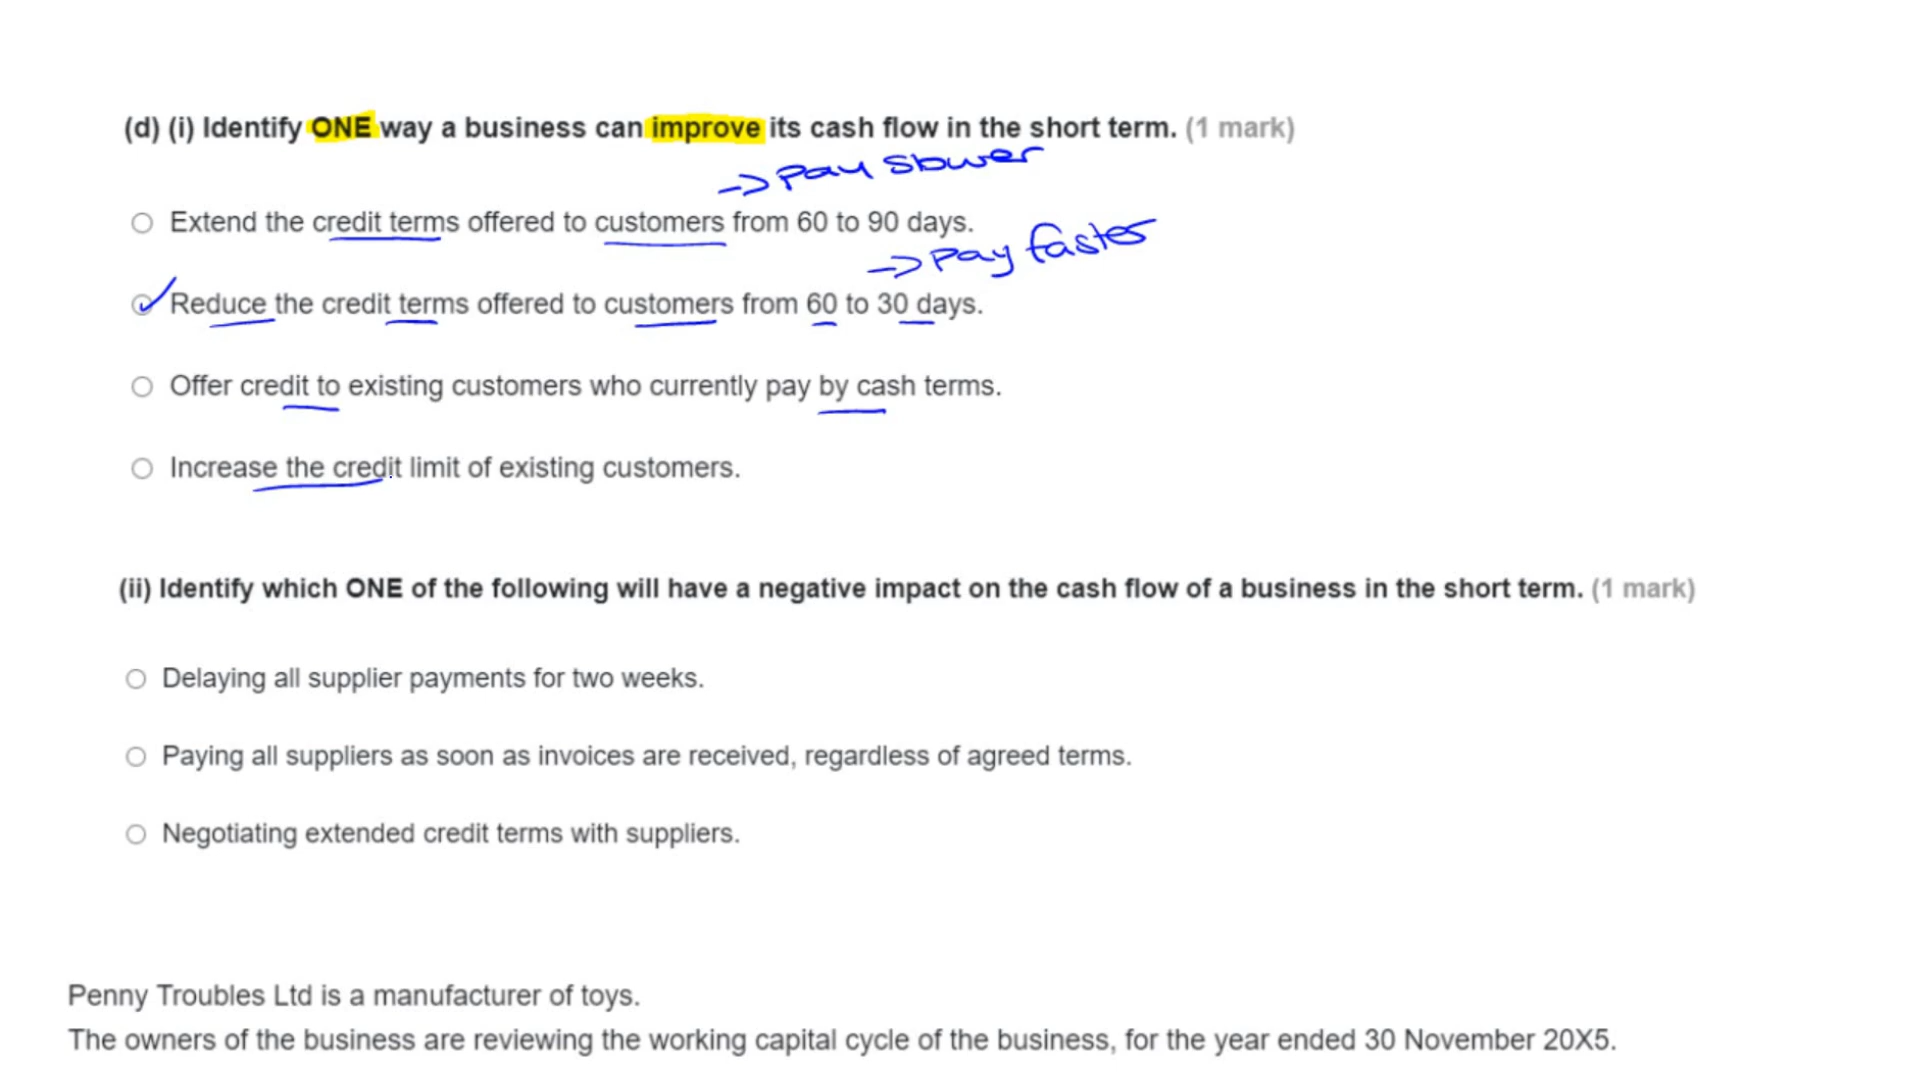 (d) (i) Identify ONE way a business can improve its cash flow in the short term. (1 mark)
-> Pay slower
Extend the credit terms offered to customers from 60 to 90 days.
-> Pay faster
Reduce the credit terms offered to customers from 60 to 30 days.
Offer credit to existing customers who currently pay by cash terms.
Increase the credit limit of existing customers.
(ii) Identify which ONE of the following will have a negative impact on the cash flow of a business in the short term. (1 mark)
Delaying all supplier payments for two weeks.
Paying all suppliers as soon as invoices are received, regardless of agreed terms.
Negotiating extended credit terms with suppliers.
Penny Troubles Ltd is a manufacturer of toys.
The owners of the business are reviewing the working capital cycle of the business, for the year ended 30 November 20X5.